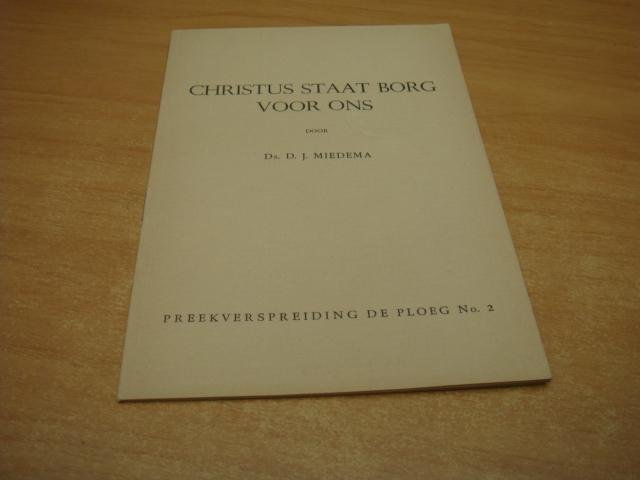 CHRISTUS STAAT BORG
VOOR ONS
DOOR
Ds. D. J. MIEDEMA
PREEKVERSPREIDING DE PLOEG No. 2